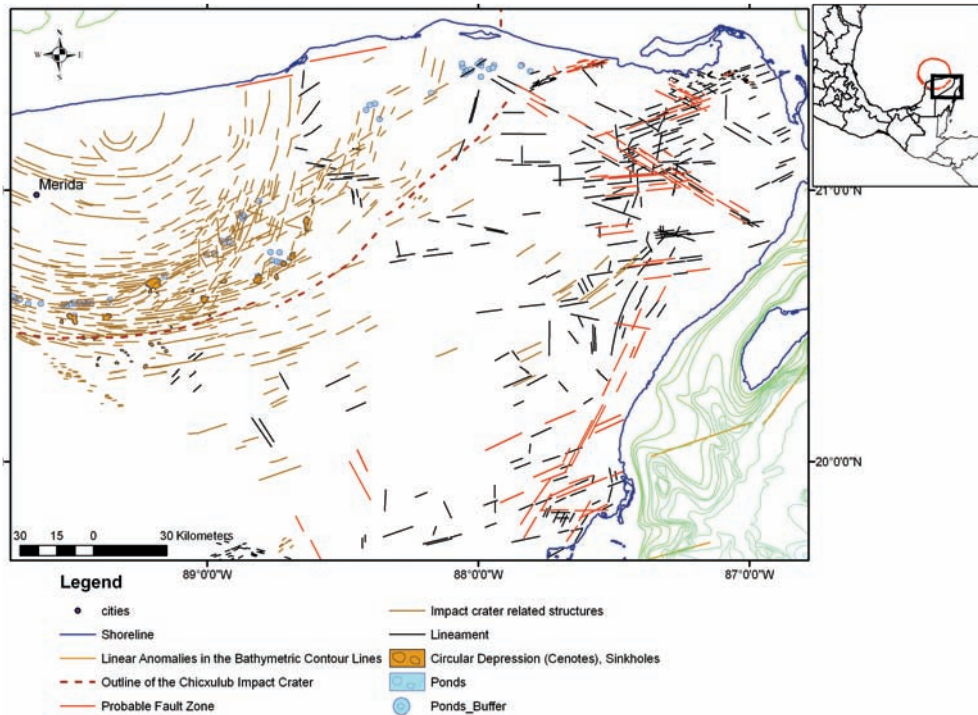 N
W E
S
Merida
21°0'0"N
20°0'0"N
30 15 0 30 Kilometers
89°0'0"W 88°0'0"W 87°0'0"W
Legend
cities
Shoreline
Linear Anomalies in the Bathymetric Contour Lines
Outline of the Chicxulub Impact Crater
Probable Fault Zone
Impact crater related structures
Lineament
Circular Depression (Cenotes), Sinkholes
Ponds
Ponds_Buffer